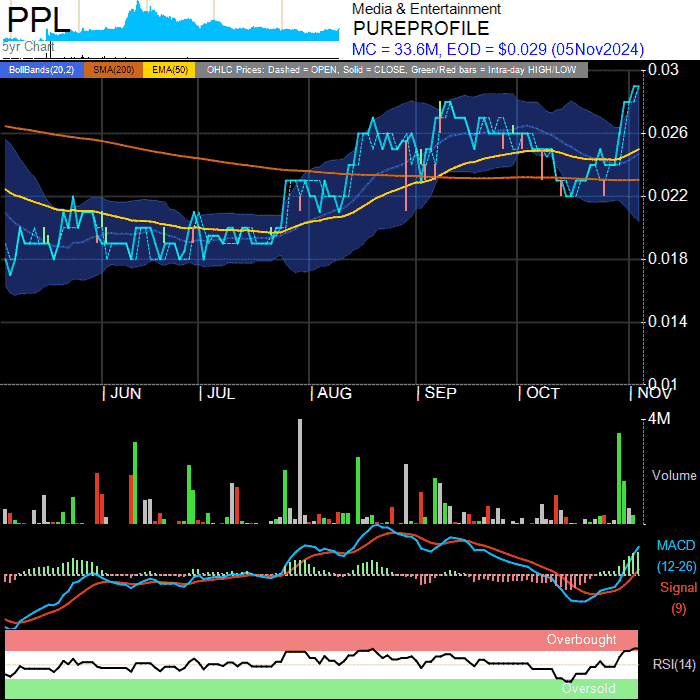 PPL
5yr Chart
Media & Entertainment
PUREPROFILE
MC = 33.6M, EOD = $0.029 (05Nov2024)
BollBands(20,2) SMA(200) EMA(50) OHLC Prices: Dashed = OPEN, Solid = CLOSE, Green/Red bars = Intra-day HIGH/LOW
0.03
0.026
0.022
0.018
0.014
0.01
JUN JUL AUG SEP OCT NOV
4M
Volume
MACD
(12-26)
Signal
(9)
Overbought
RSI(14)
Oversold